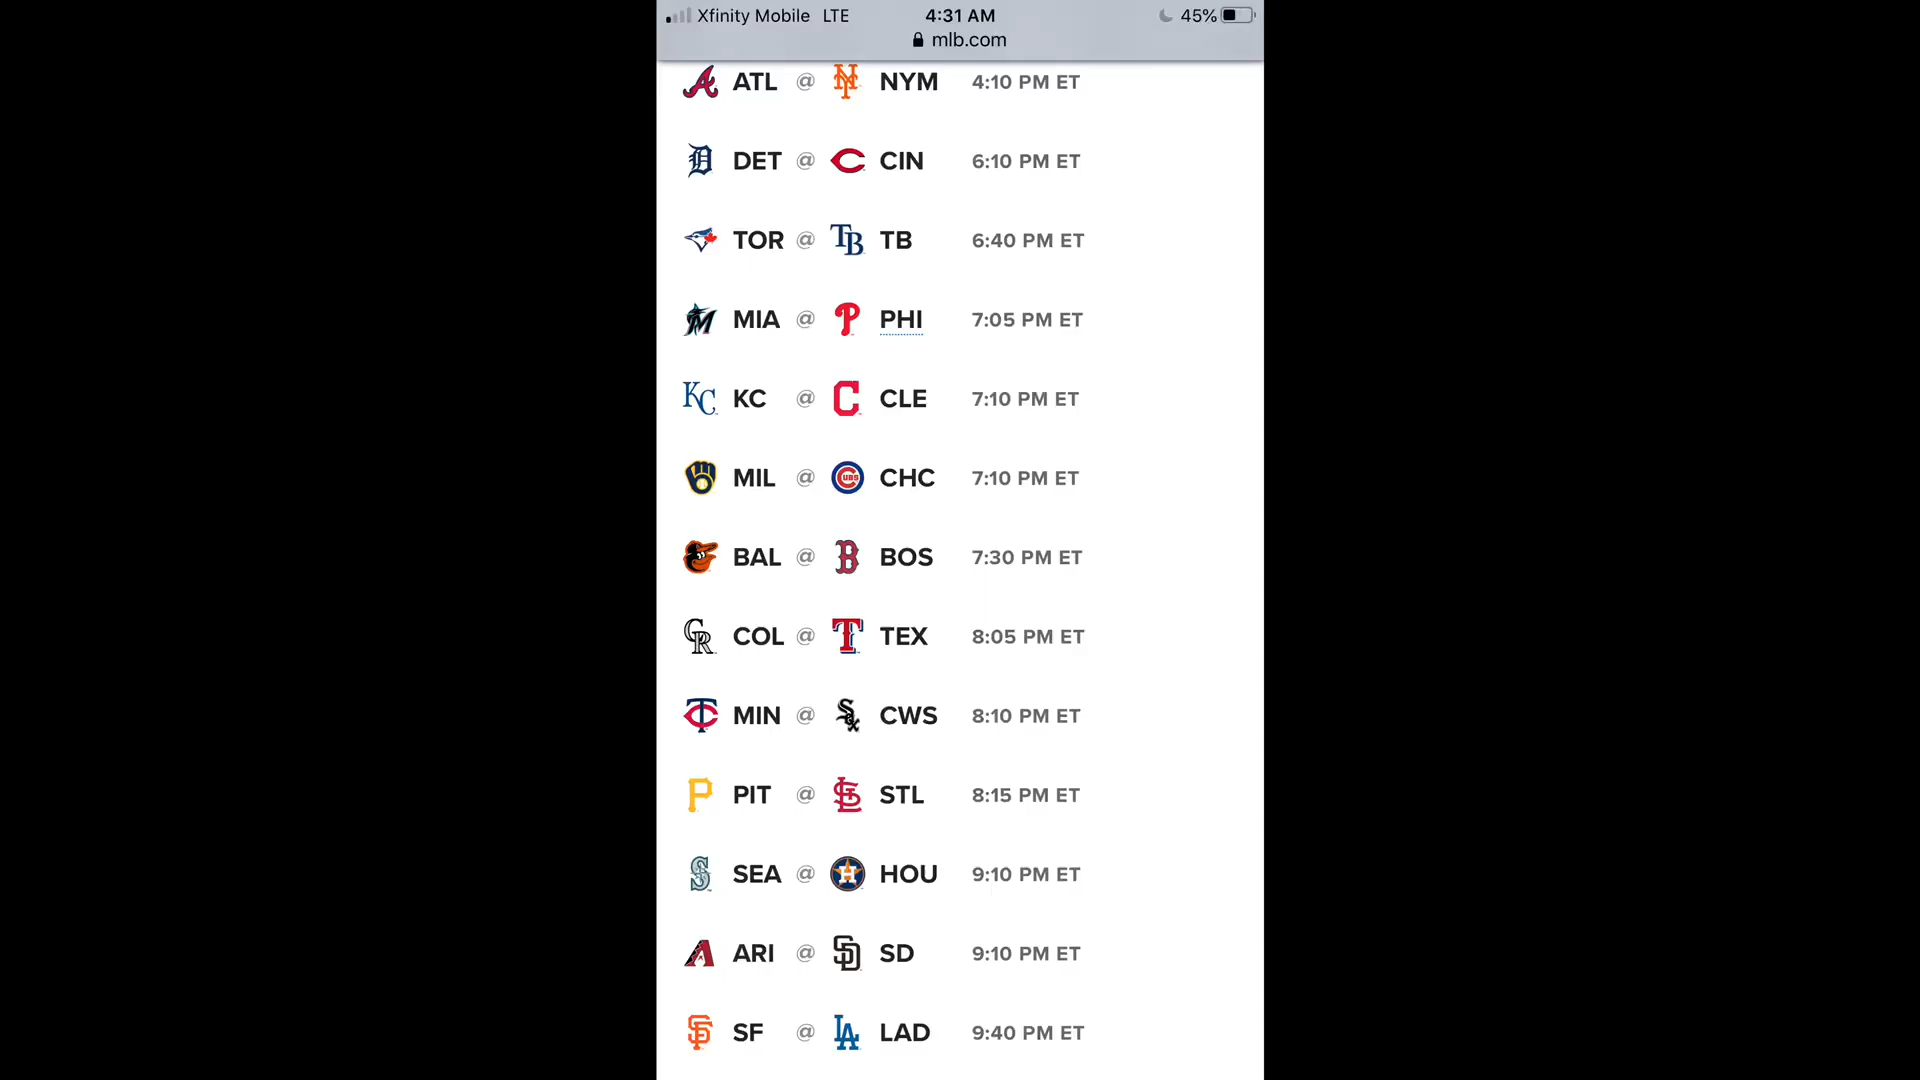 Xfinity Mobile LTE 4:31 AM 45%
mlb.com
ATL @ NYM 4:10 PM ET
DET @ CIN 6:10 PM ET
TOR @ TB 6:40 PM ET
MIA @ PHI 7:05 PM ET
KC @ CLE 7:10 PM ET
MIL @ CHC 7:10 PM ET
BAL @ BOS 7:30 PM ET
COL @ TEX 8:05 PM ET
MIN @ CWS 8:10 PM ET
PIT @ STL 8:15 PM ET
SEA @ HOU 9:10 PM ET
ARI @ SD 9:10 PM ET
SF @ LAD 9:40 PM ET